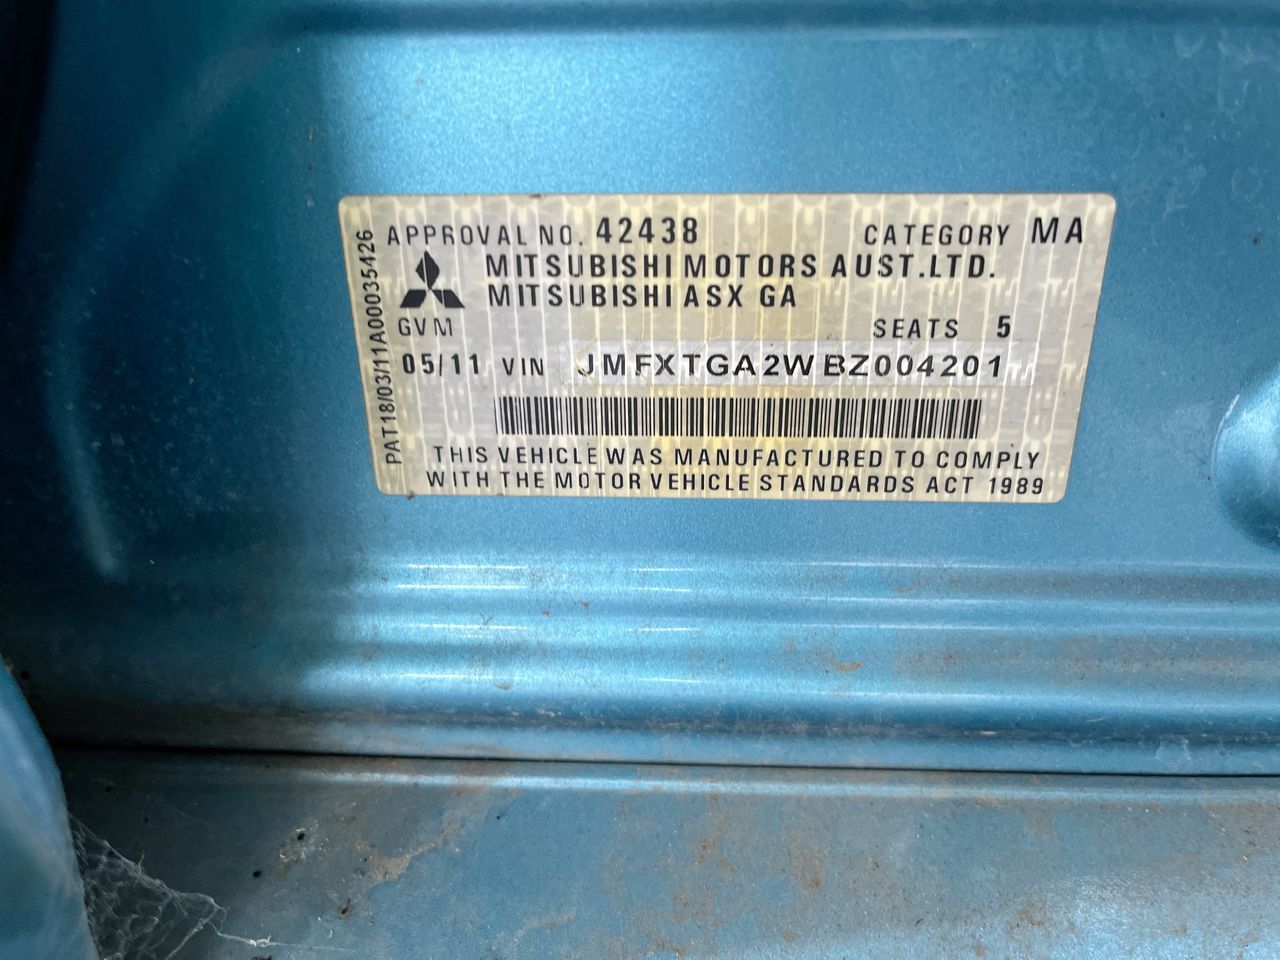 APPROVAL NO. 42438 CATEGORY MA
MITSUBISHI MOTORS AUST.LTD.
MITSUBISHI ASX GA
GVM SEATS 5
05/11 VIN JMFXTGA2WBZ004201
THIS VEHICLE WAS MANUFACTURED TO COMPLY
WITH THE MOTOR VEHICLE STANDARDS ACT 1989
PAT18/03/11A00035426